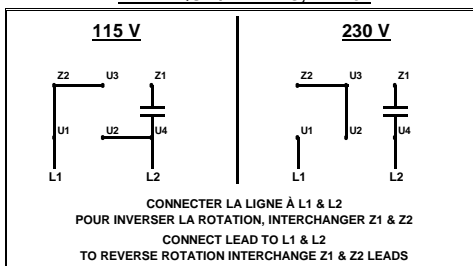 115 V
230 V
Z2 U3 Z1
Z2 U3 Z1
U1 U2 U4
U1 U2 U4
L1 L2
L1 L2
CONNECTER LA LIGNE À L1 & L2
POUR INVERSER LA ROTATION, INTERCHANGER Z1 & Z2
CONNECT LEAD TO L1 & L2
TO REVERSE ROTATION INTERCHANGE Z1 & Z2 LEADS